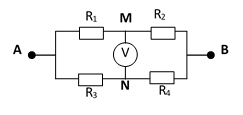 R₁ M R₂
A V B
R₃ N R₄